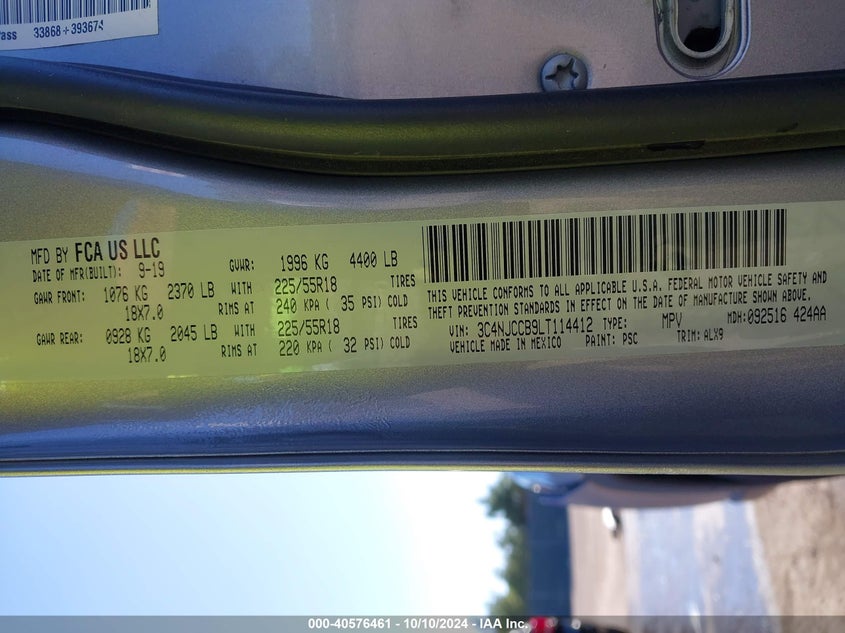 Pass 33868+393674
MFD BY FCA US LLC
DATE OF MFR(BUILT): 9-19 GVWR: 1996 KG 4400 LB
GAWR FRONT: 1076 KG 2370 LB WITH 225/55R18 TIRES
18X7.0 RIMS AT 240 KPA ( 35 PSI) COLD
GAWR REAR: 0928 KG 2045 LB WITH 225/55R18 TIRES
18X7.0 RIMS AT 220 KPA ( 32 PSI) COLD
THIS VEHICLE CONFORMS TO ALL APPLICABLE U.S.A. FEDERAL MOTOR VEHICLE SAFETY AND
THEFT PREVENTION STANDARDS IN EFFECT ON THE DATE OF MANUFACTURE SHOWN ABOVE.
VIN: 3C4NJCCB9LT114412 TYPE: MPV MDH:092516 424AA
VEHICLE MADE IN MEXICO PAINT: PSC TRIM: ALX9
000-40576461 - 10/10/2024 - IAA Inc.